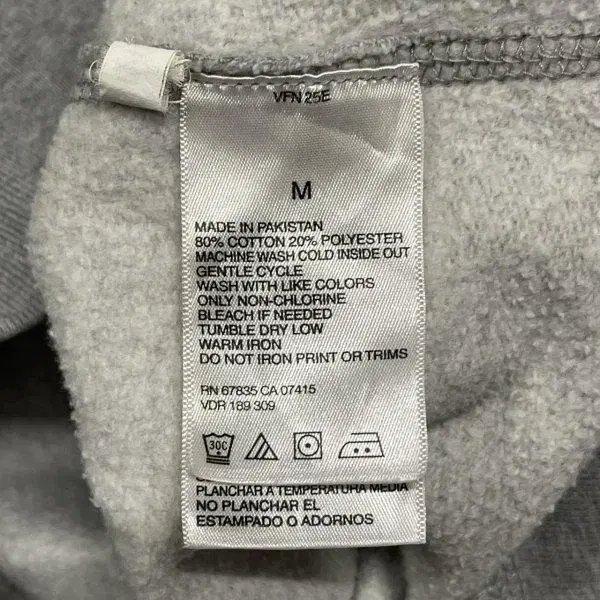 VFN 25E
M
MADE IN PAKISTAN
80% COTTON 20% POLYESTER
MACHINE WASH COLD INSIDE OUT
GENTLE CYCLE
WASH WITH LIKE COLORS
ONLY NON-CHLORINE
BLEACH IF NEEDED
TUMBLE DRY LOW
WARM IRON
DO NOT IRON PRINT OR TRIMS
RN 67835 CA 07415
VDR 189 309
30C
PLANCHAR A TEMPERATURA MEDIA
NO PLANCHAR EL
ESTAMPADO O ADORNOS